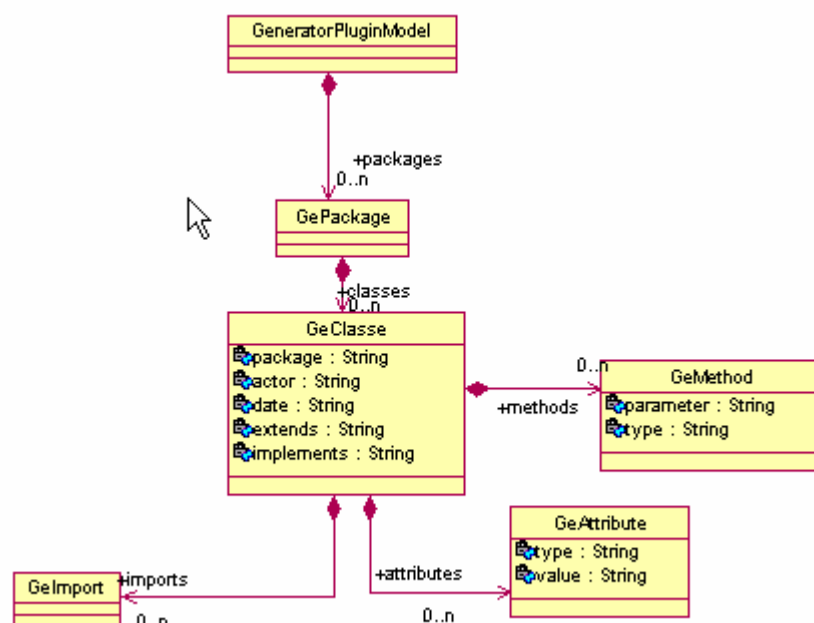 GeneratorPluginModel
+packages
0..n
GePackage
+classes
0..n
GeClasse
package : String
actor : String
date : String
extends : String
implements : String
0..n
+methods
GeMethod
parameter : String
type : String
GeAttribute
type : String
value : String
+attributes
0..n
GeImport
+imports
0..n